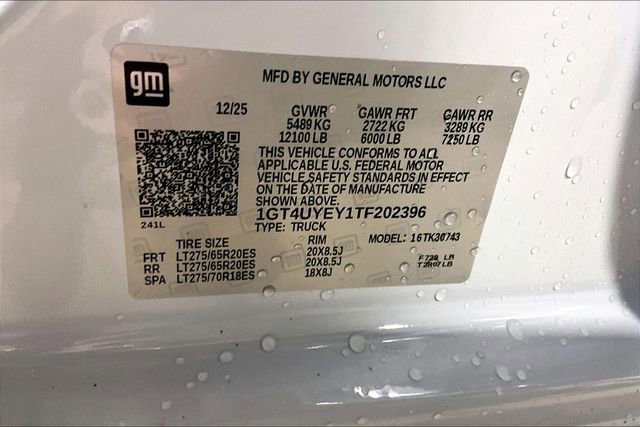 gm
MFD BY GENERAL MOTORS LLC
12/25 GVWR GAWR FRT GAWR RR
5489 KG 2722 KG 3289 KG
12100 LB 6000 LB 7250 LB
THIS VEHICLE CONFORMS TO ALL
APPLICABLE U.S. FEDERAL MOTOR
VEHICLE SAFETY STANDARDS IN EFFECT
ON THE DATE OF MANUFACTURE
SHOWN ABOVE.
241L
1GT4UYEY1TF202396
TYPE: TRUCK
TIRE SIZE RIM MODEL: 16TK30743
FRT LT275/65R20ES 20X8.5J
RR LT275/65R20ES 20X8.5J
SPA LT275/70R18ES 18X8J